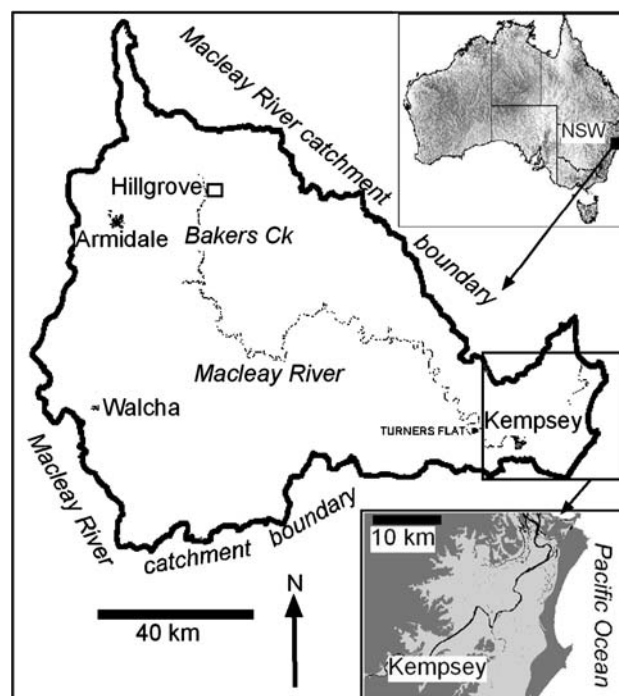 Macleay River catchment
boundary
NSW
Hillgrove
Armidale
Bakers Ck
Macleay River
Walcha
TURNERS FLAT
Kempsey
Macleay River
catchment
boundary
N
40 km
10 km
Pacific Ocean
Kempsey